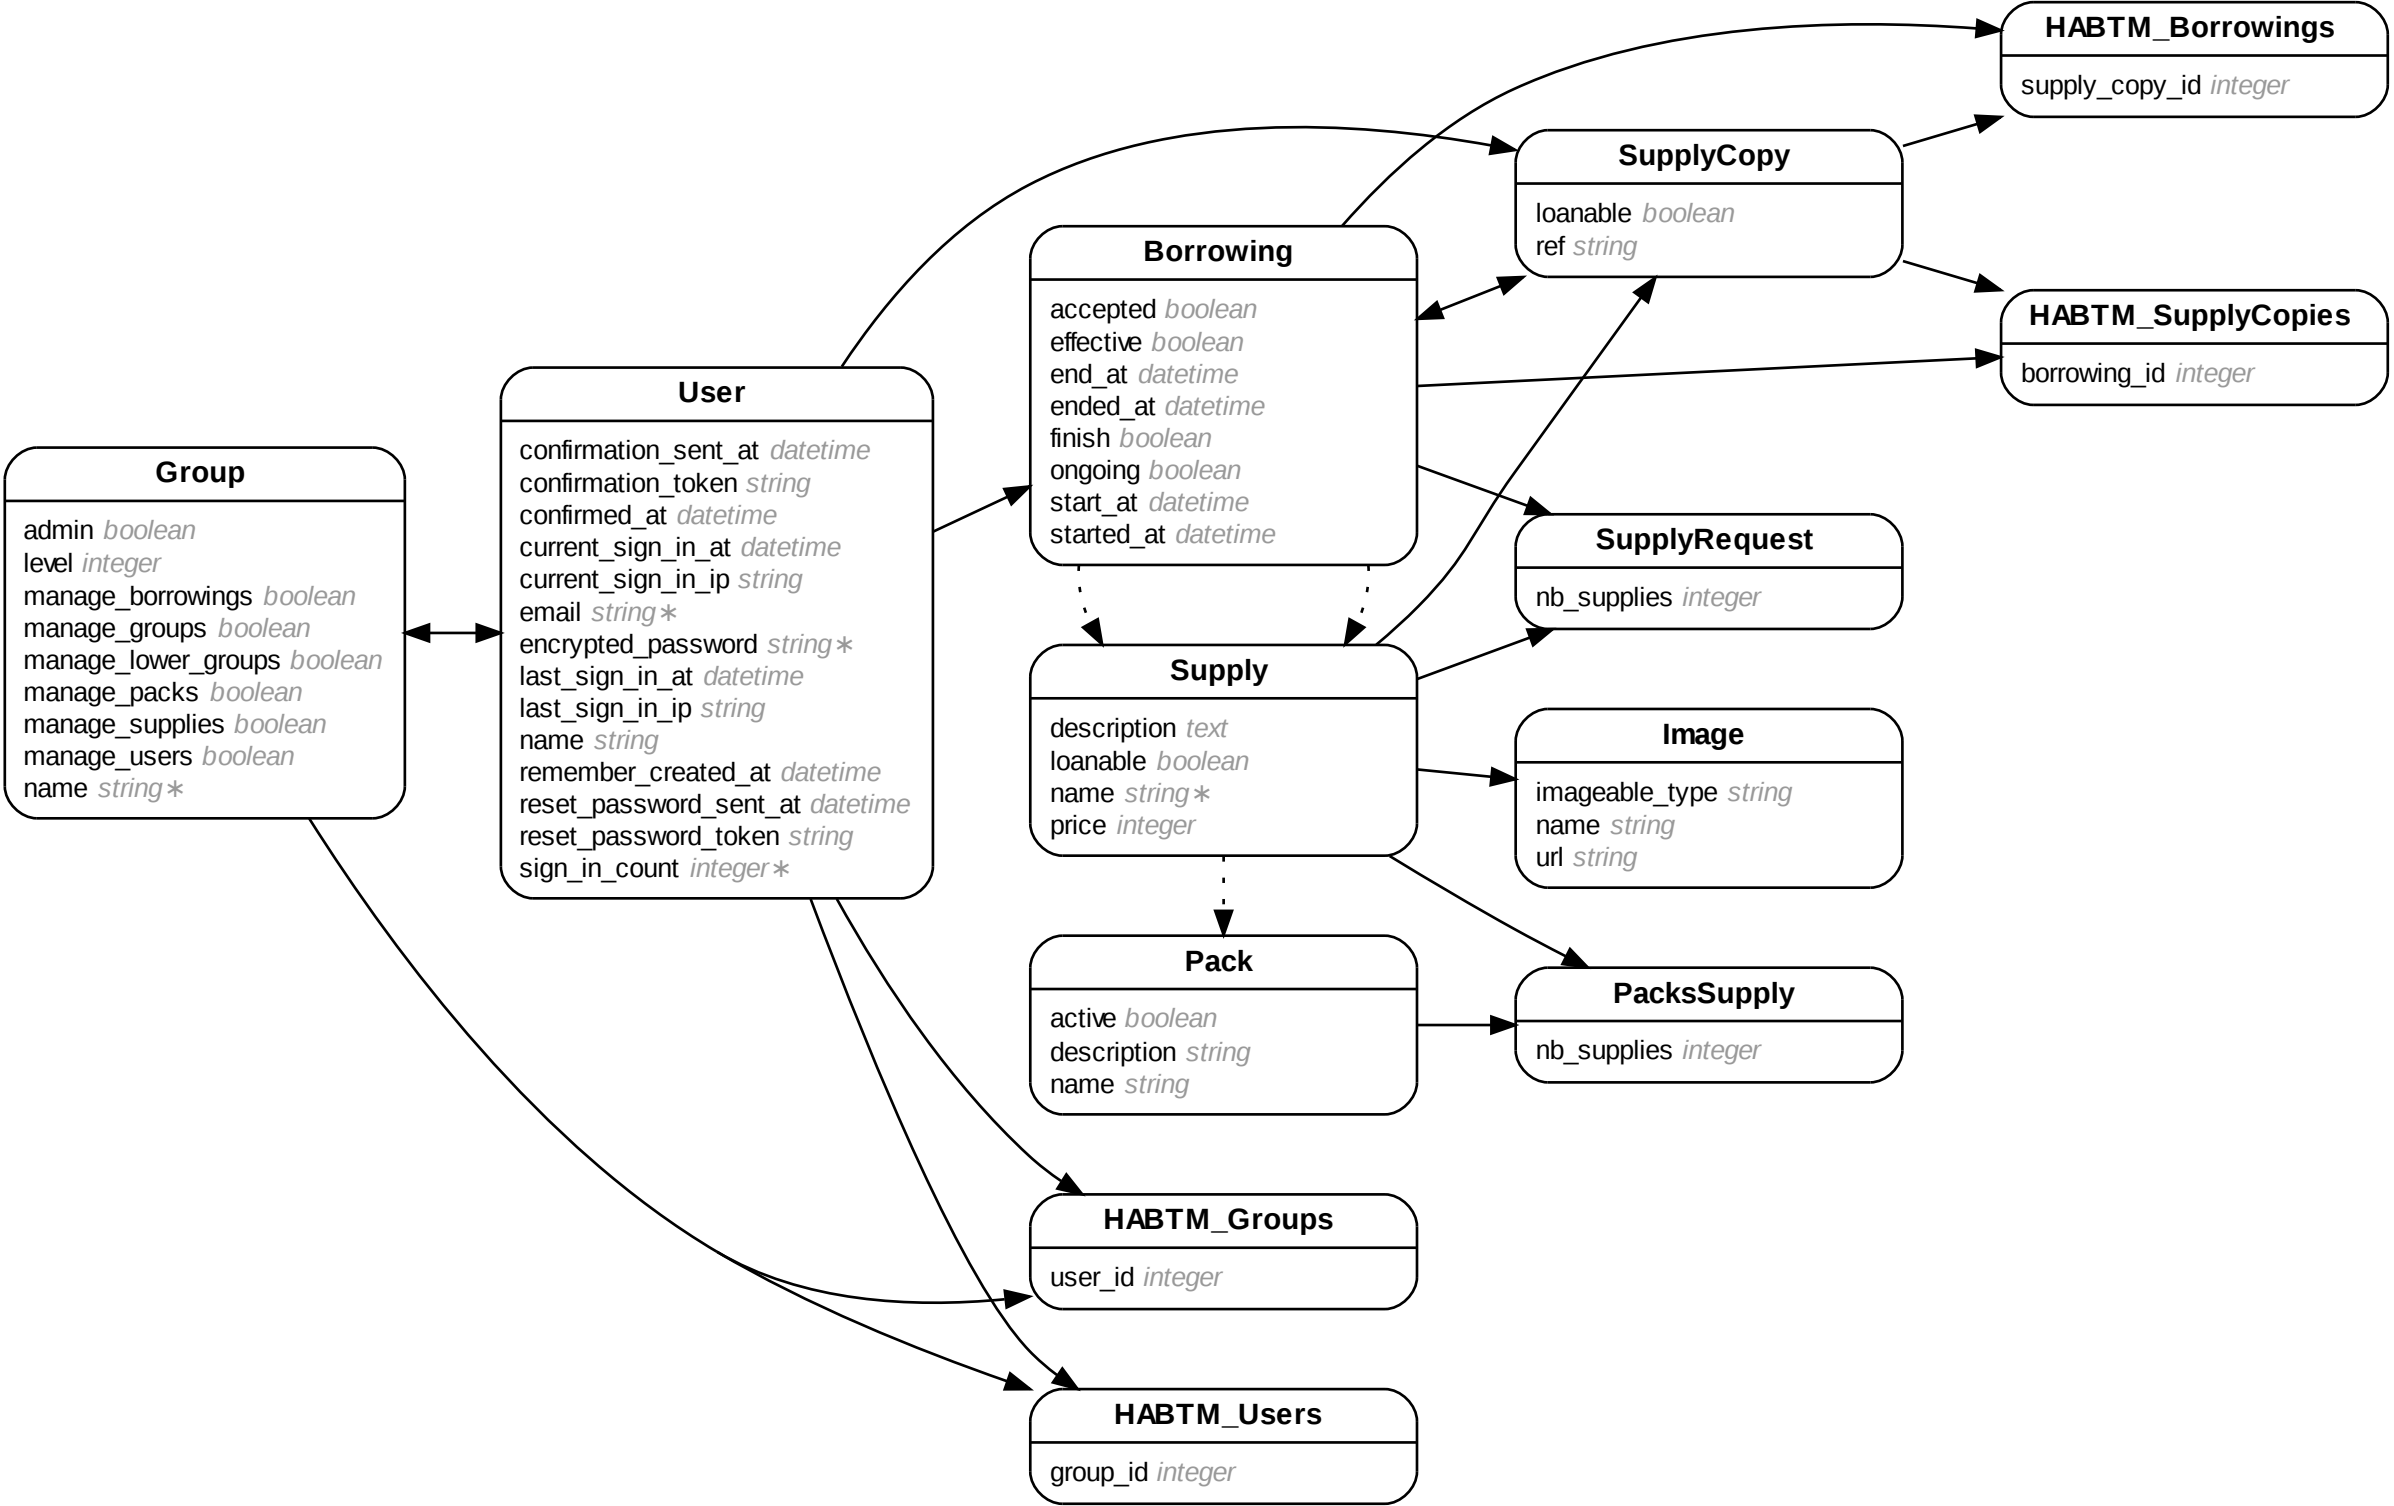 Group
admin boolean
level integer
manage_borrowings boolean
manage_groups boolean
manage_lower_groups boolean
manage_packs boolean
manage_supplies boolean
manage_users boolean
name string∗
User
confirmation_sent_at datetime
confirmation_token string
confirmed_at datetime
current_sign_in_at datetime
current_sign_in_ip string
email string∗
encrypted_password string∗
last_sign_in_at datetime
last_sign_in_ip string
name string
remember_created_at datetime
reset_password_sent_at datetime
reset_password_token string
sign_in_count integer∗
Borrowing
accepted boolean
effective boolean
end_at datetime
ended_at datetime
finish boolean
ongoing boolean
start_at datetime
started_at datetime
Supply
description text
loanable boolean
name string∗
price integer
Pack
active boolean
description string
name string
HABTM_Groups
user_id integer
HABTM_Users
group_id integer
SupplyCopy
loanable boolean
ref string
SupplyRequest
nb_supplies integer
Image
imageable_type string
name string
url string
PacksSupply
nb_supplies integer
HABTM_Borrowings
supply_copy_id integer
HABTM_SupplyCopies
borrowing_id integer